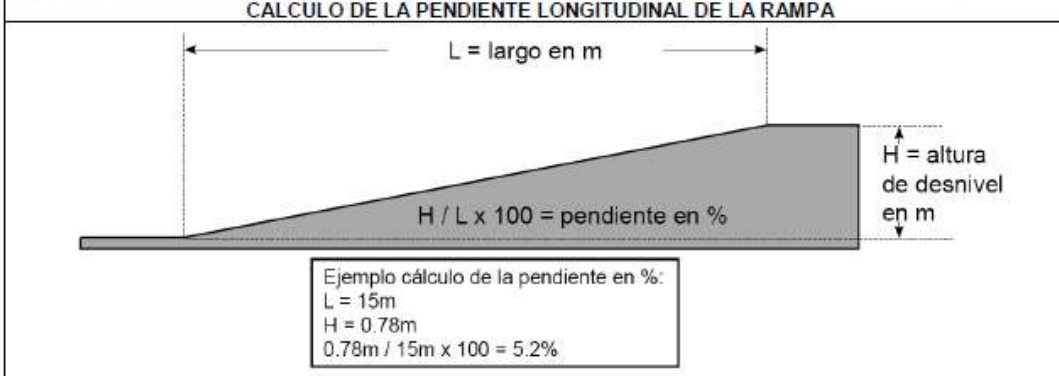 CALCULO DE LA PENDIENTE LONGITUDINAL DE LA RAMPA
L = largo en m
H = altura
de desnivel
en m
H / L x 100 = pendiente en %
Ejemplo cálculo de la pendiente en %:
L = 15m
H = 0.78m
0.78m / 15m x 100 = 5.2%